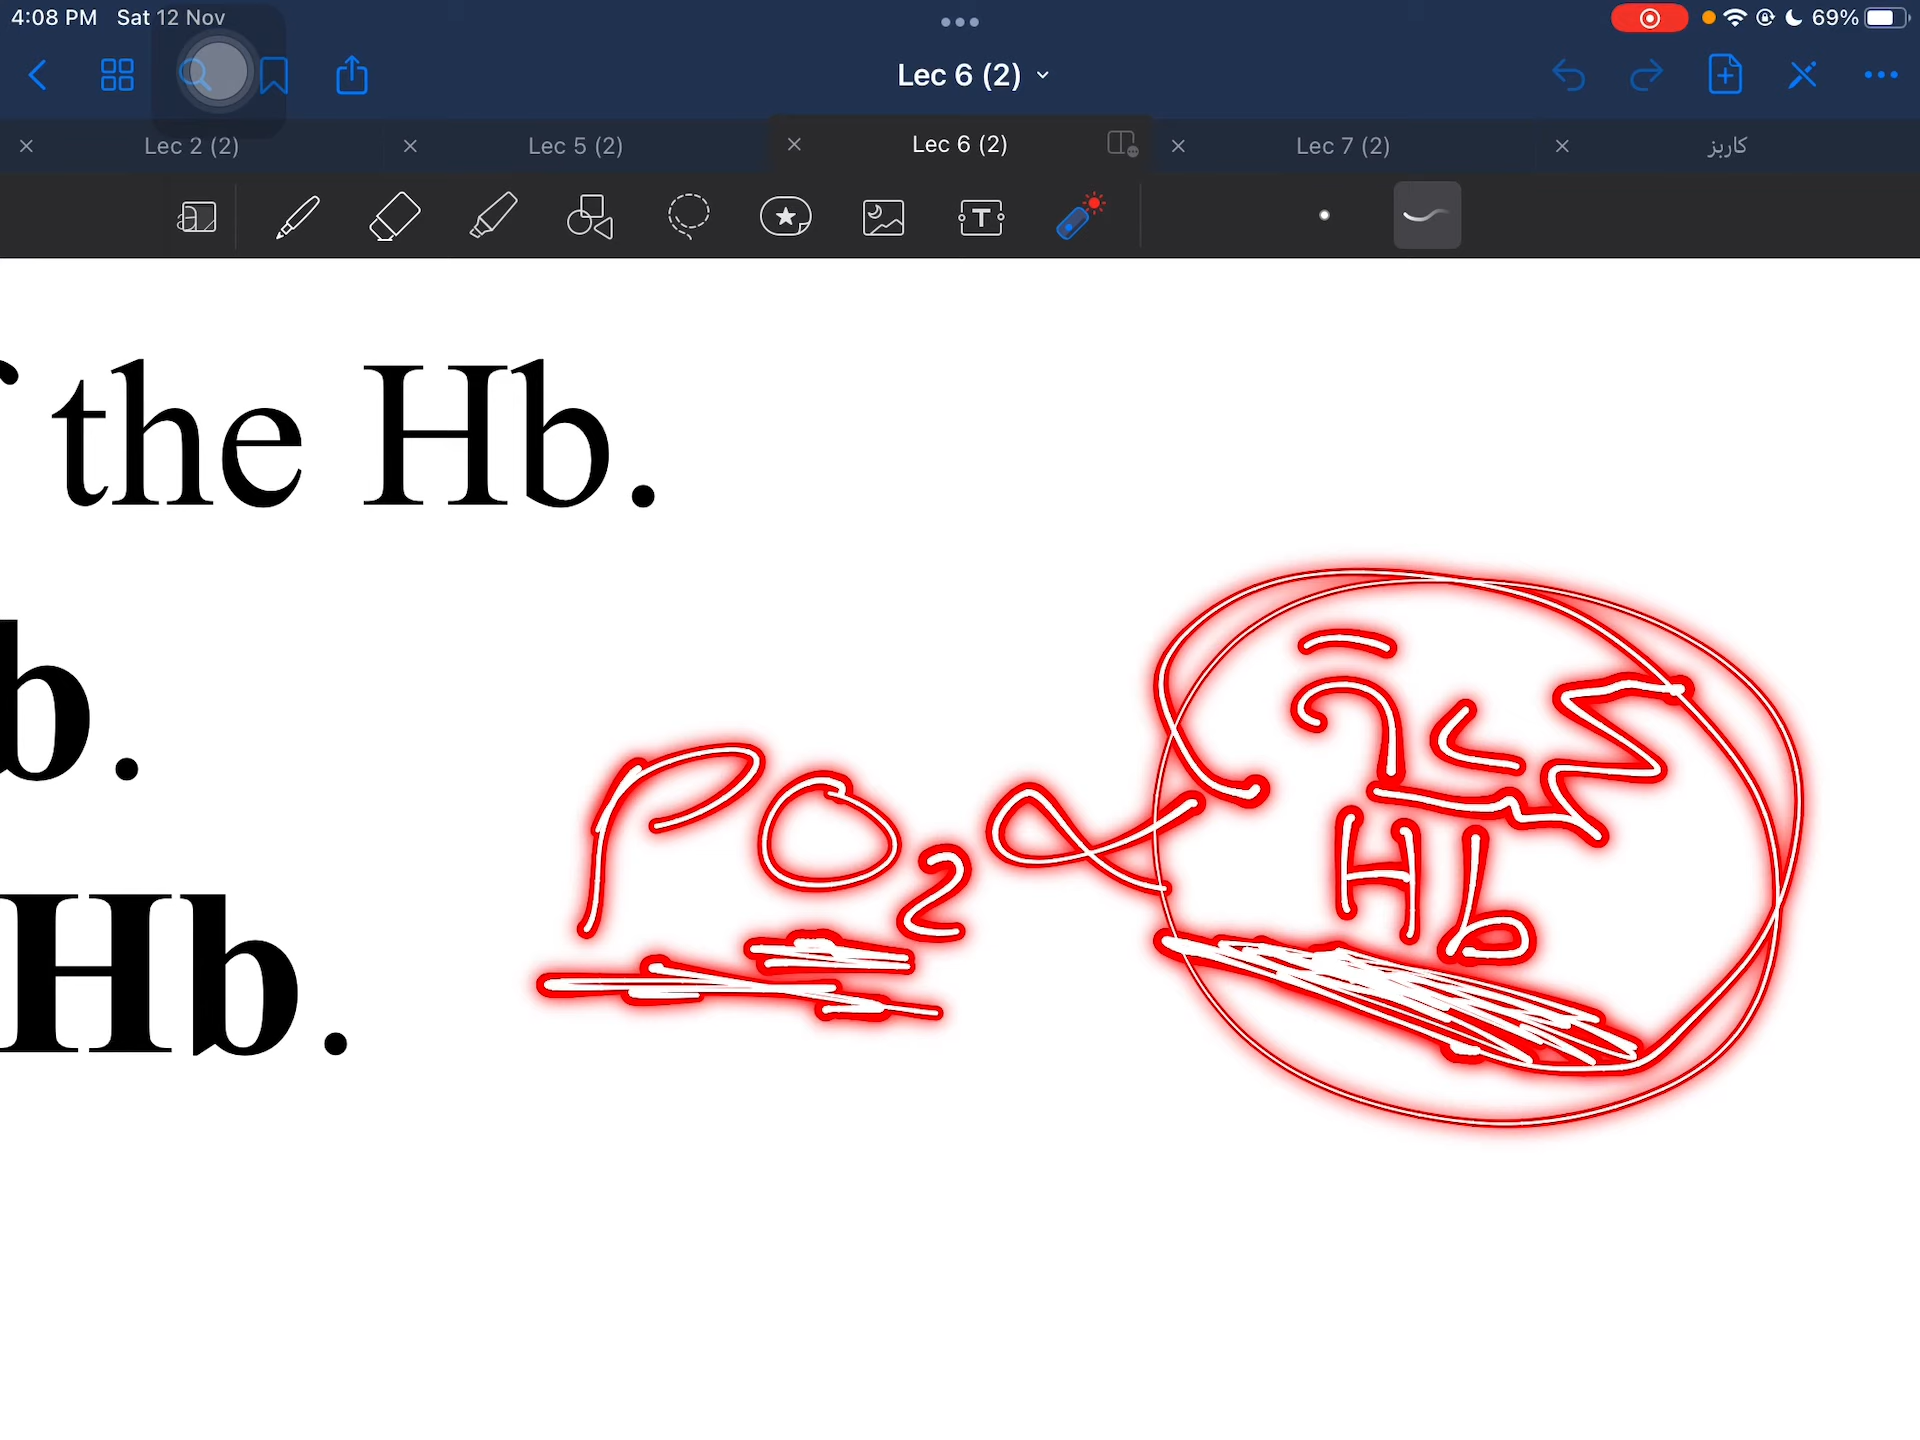 4:08 PM Sat 12 Nov
69%
Lec 6 (2)
Lec 2 (2)
Lec 5 (2)
Lec 6 (2)
Lec 7 (2)
كاربز
the Hb.
b.
Hb.
PO2 α
Hb